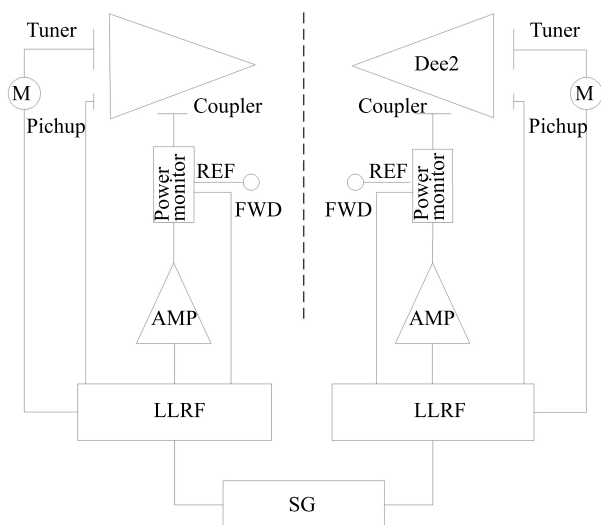 Tuner
Tuner
Dee2
M
M
Coupler
Coupler
Pichup
Pichup
Power
monitor
REF
FWD
REF
FWD
Power
monitor
AMP
AMP
LLRF
LLRF
SG